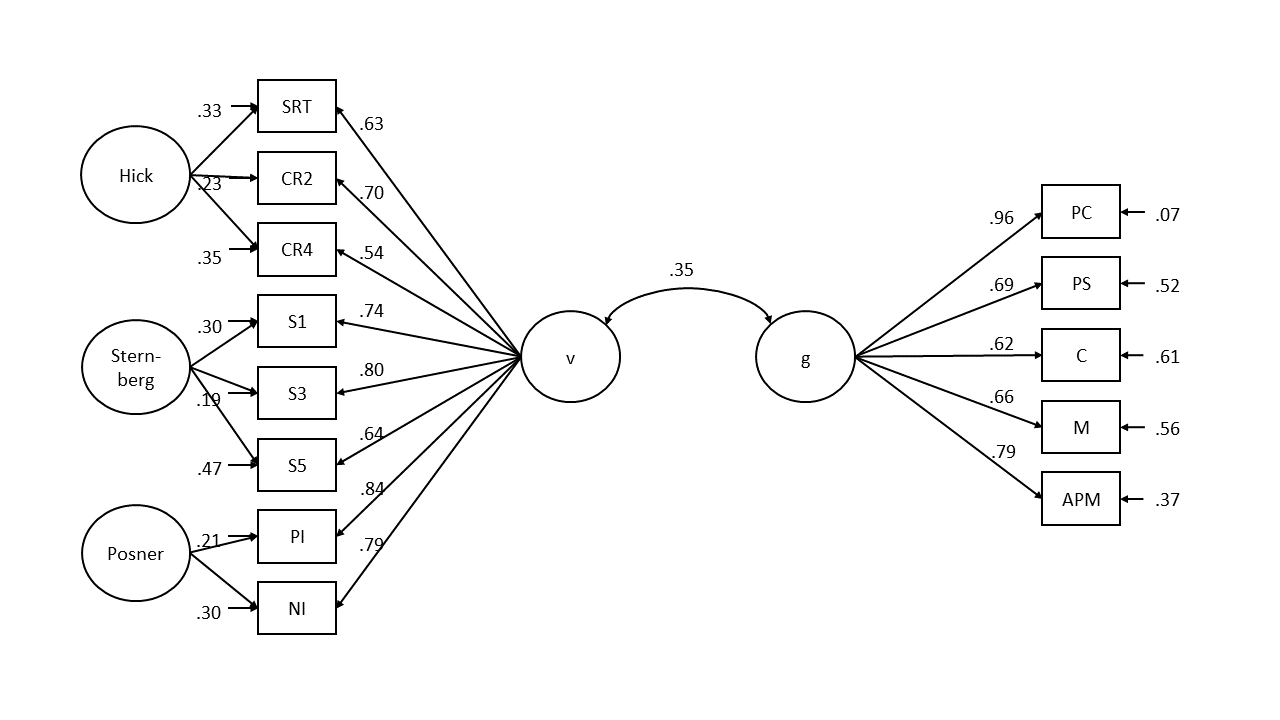 SRT
.33
.63
Hick
CR2
.23
.70
CR4
.35
.54
S1
.30
.74
Stern-
berg
S3
.19
.80
S5
.47
.64
Posner
PI
.21
.84
NI
.30
.79
v
.35
g
.96
PC
.07
.69
PS
.52
.62
C
.61
.66
M
.56
.79
APM
.37